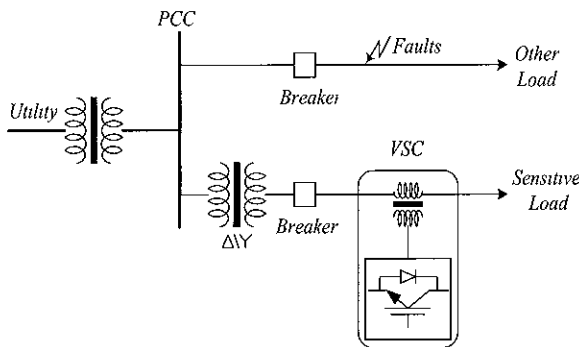 PCC
Faults
Other
Load
Breaker
Utility
VSC
Sensitive
Load
Breaker
Δ\Y